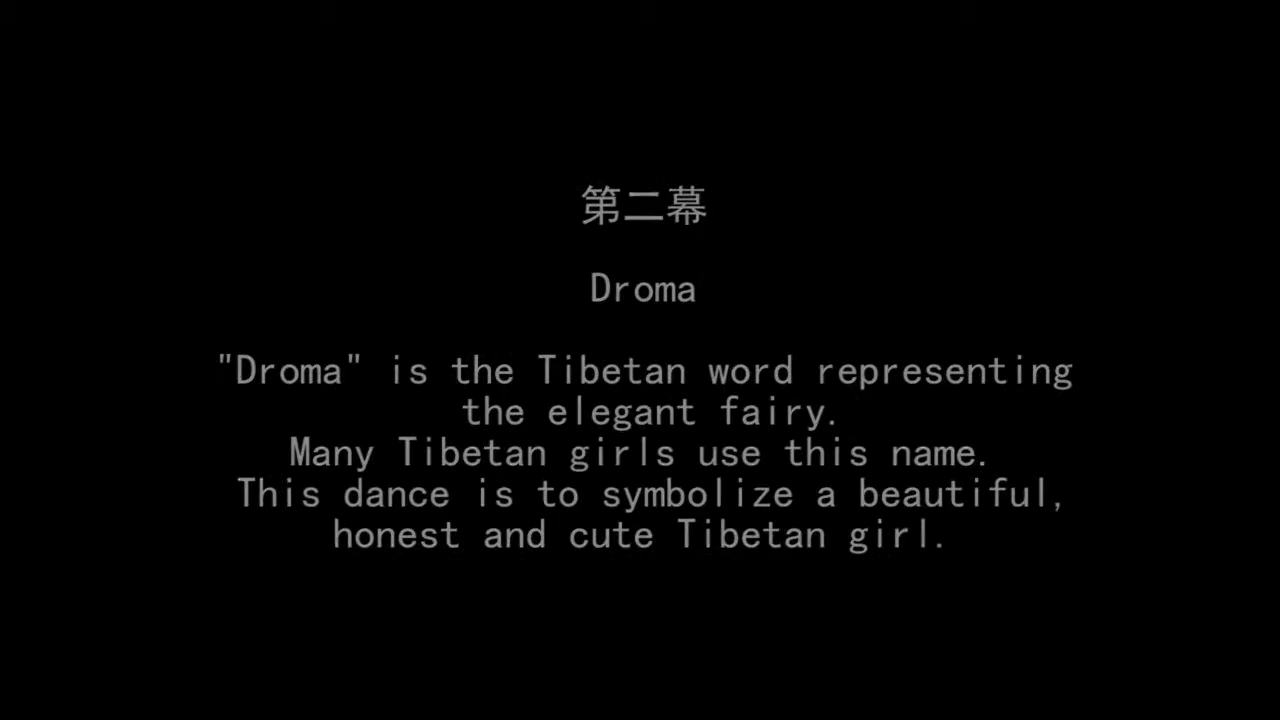 第二幕
Droma
"Droma" is the Tibetan word representing
the elegant fairy.
Many Tibetan girls use this name.
This dance is to symbolize a beautiful,
honest and cute Tibetan girl.